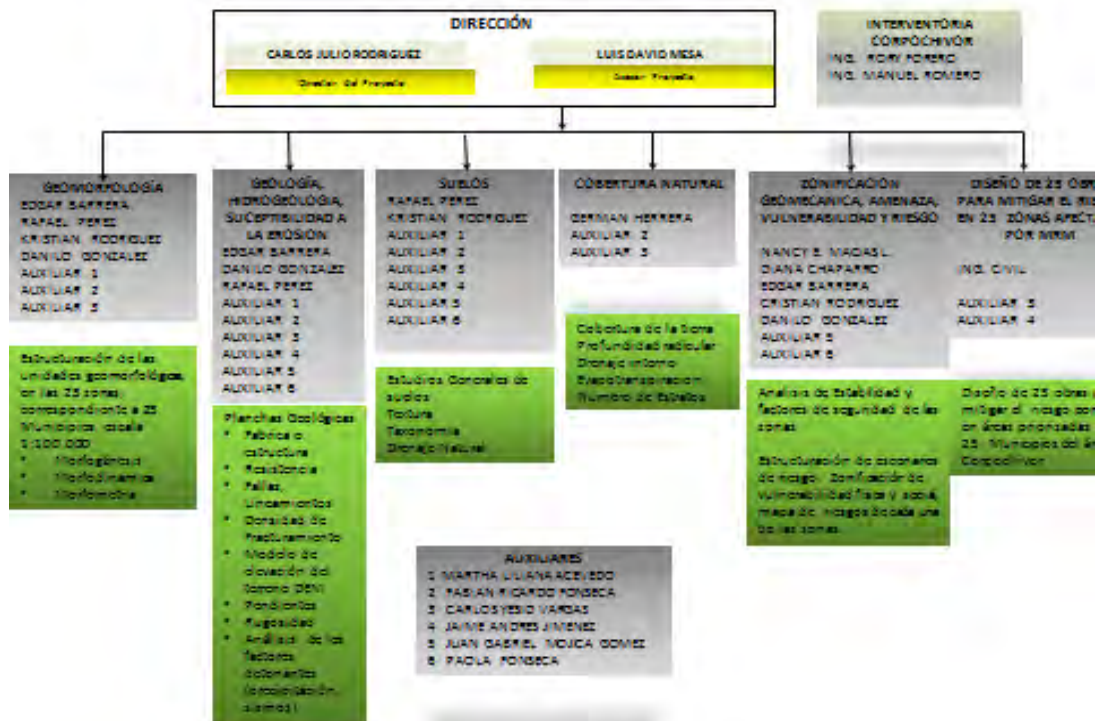 DIRECCIÓN
CARLOS JULIO RODRIGUEZ
Director del Proyecto
LUIS DAVID MESA
Asesor Proyecto
INTERVENTORIA
CORPOCHIVOR
ING. RORY FORERO
ING. MANUEL ROMERO
GEOMORFOLOGÍA
EDGAR BARRERA
RAFAEL PEREZ
KRISTIAN RODRIGUEZ
DANILO GONZALEZ
AUXILIAR 1
AUXILIAR 2
AUXILIAR 3
Estructuración de las
unidades geomorfológicas,
en las 25 zonas,
correspondiente a 25
Municipios escala
1:100.000
• Morfogénesis
• Morfodinámica
• Morfometría
GEOLOGÍA,
HIDROGEOLOGIA,
SUCEPTIBILIDAD A
LA EROSIÓN
EDGAR BARRERA
DANILO GONZALEZ
RAFAEL PEREZ
AUXILIAR 1
AUXILIAR 2
AUXILIAR 3
AUXILIAR 4
AUXILIAR 5
AUXILIAR 6
Planchas Geológicas
• Fabrica o
estructura
• Resistencia
• Fallas,
Lineamientos
• Densidad de
Fracturamiento
• Modelo de
elevación del
terreno DEM
• Pendientes
• Rugosidad
• Análisis de los
factores
detonantes
(precipitación,
sismos)
SUELOS
RAFAEL PEREZ
KRISTIAN RODRIGUEZ
AUXILIAR 1
AUXILIAR 2
AUXILIAR 3
AUXILIAR 4
AUXILIAR 5
AUXILIAR 6
Estudios Generales de
suelos
Textura
Taxonomia
Drenaje Natural
COBERTURA NATURAL
GERMAN HERRERA
AUXILIAR 2
AUXILIAR 3
Cobertura de la tierra
Profundidad radicular
Drenaje interno
Evapotranspiracion
Numero de Estratos
ZONIFICACIÓN
GEOMECANICA, AMENAZA,
VULNERABILIDAD Y RIESGO
NANCY E. MACIAS L.
DIANA CHAPARRO
EDGAR BARRERA
CRISTIAN RODRIGUEZ
DANILO GONZALEZ
AUXILIAR 5
AUXILIAR 6
Analisis de Estabilidad y
factores de seguridad de las
zonas
Estructuración de escenarios
de riesgo. Zonificación de
vulnerabilidad física y social,
mapa de riesgos de cada una
de las zonas.
DISEÑO DE 25 OBR
PARA MITIGAR EL RIES
EN 25 ZONAS AFECTA
POR MRM
ING. CIVIL
AUXILIAR 3
AUXILIAR 4
Diseño de 25 obras
mitigar el riesgo
en áreas priorizadas
25 Municipios del ár
Corpochivor
AUXILIARES
1 MARTHA LILIANA ACEVEDO
2 FABIAN RICARDO FONSECA
3 CARLOS YESID VARGAS
4 JAIME ANDRES JIMENEZ
5 JUAN GABRIEL MOJICA GOMEZ
6 PAOLA FONSECA